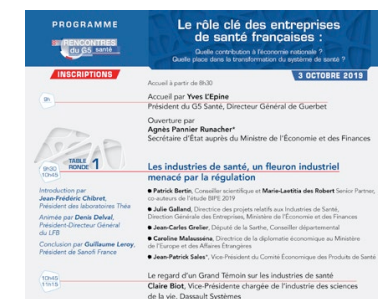 PROGRAMME
RENCONTRES
du G5 santé
Le rôle clé des entreprises
de santé françaises :
Quelle contribution à l'économie nationale ?
Quelle place dans la transformation du système de santé ?
INSCRIPTIONS
3 OCTOBRE 2019
Accueil à partir de 8h30
9h
Accueil par Yves L'Epine
Président du G5 Santé, Directeur Général de Guerbet
Ouverture par
Agnès Pannier Runacher*
Secrétaire d'État auprès du Ministre de l'Économie et des Finances
9H30
10H45
TABLE
RONDE 1
Les industries de santé, un fleuron industriel
menacé par la régulation
Introduction par
Jean-Frédéric Chibret,
Président des laboratoires Théa
Animée par Denis Delval,
Président-Directeur Général
du LFB
Conclusion par Guillaume Leroy,
Président de Sanofi France
● Patrick Bertin, Conseiller scientifique et Marie-Laetitia des Robert Senior Partner,
co-auteurs de l'étude BIPE 2019
● Julie Galland, Directrice des projets relatifs aux Industries de Santé,
Direction Générale des Entreprises, Ministère de l'Economie et des Finances
● Jean-Carles Grelier, Député de la Sarthe, Conseiller départemental
● Caroline Malausséna, Directrice de la diplomatie économique au Ministère
de l'Europe et des Affaires Étrangères
● Jean-Patrick Sales*, Vice-Président du Comité Économique des Produits de Santé
10H45
11H15
Le regard d'un Grand Témoin sur les industries de santé
Claire Biot, Vice-Présidente chargée de l'industrie des sciences
de la vie, Dassault Systèmes